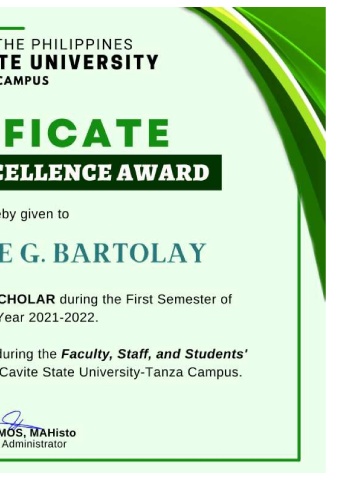 THE PHILIPPINES
TE UNIVERSITY
CAMPUS
FICATE
CELLENCE AWARD
eby given to
E G. BARTOLAY
CHOLAR during the First Semester of
Year 2021-2022.
during the Faculty, Staff, and Students'
Cavite State University-Tanza Campus.
MOS, MAHisto
Administrator